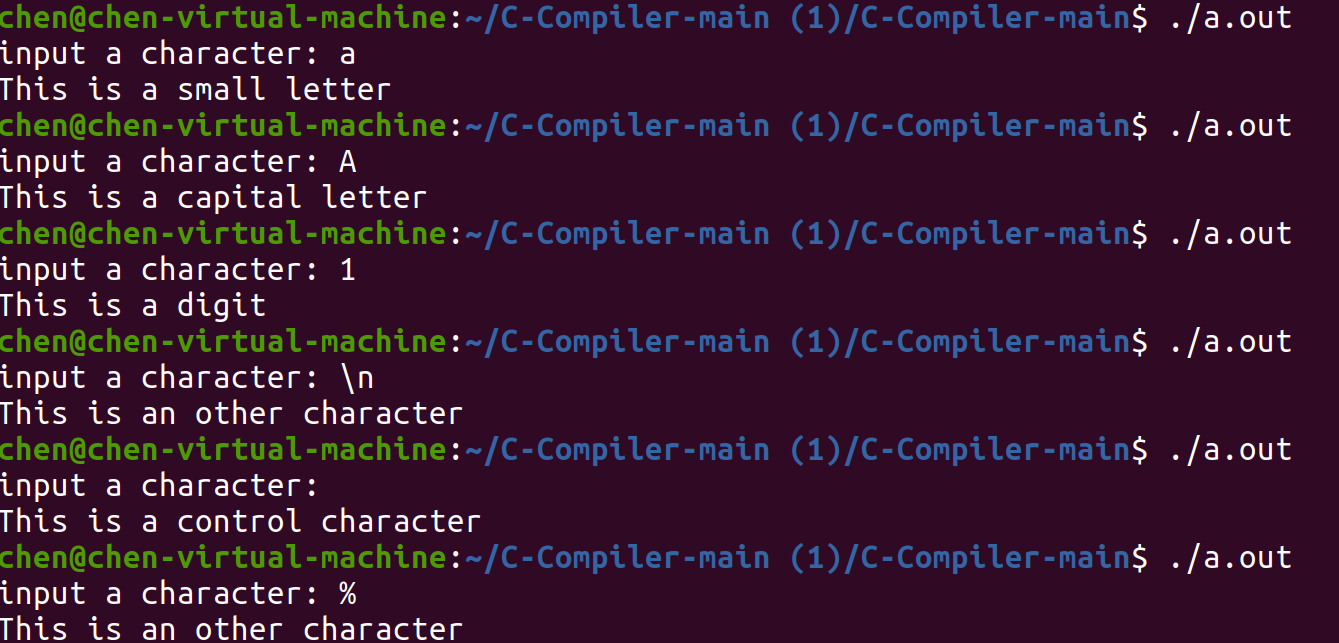 chen@chen-virtual-machine:~/C-Compiler-main (1)/C-Compiler-main$ ./a.out
input a character: a
This is a small letter
chen@chen-virtual-machine:~/C-Compiler-main (1)/C-Compiler-main$ ./a.out
input a character: A
This is a capital letter
chen@chen-virtual-machine:~/C-Compiler-main (1)/C-Compiler-main$ ./a.out
input a character: 1
This is a digit
chen@chen-virtual-machine:~/C-Compiler-main (1)/C-Compiler-main$ ./a.out
input a character: \n
This is an other character
chen@chen-virtual-machine:~/C-Compiler-main (1)/C-Compiler-main$ ./a.out
input a character:
This is a control character
chen@chen-virtual-machine:~/C-Compiler-main (1)/C-Compiler-main$ ./a.out
input a character: %
This is an other character